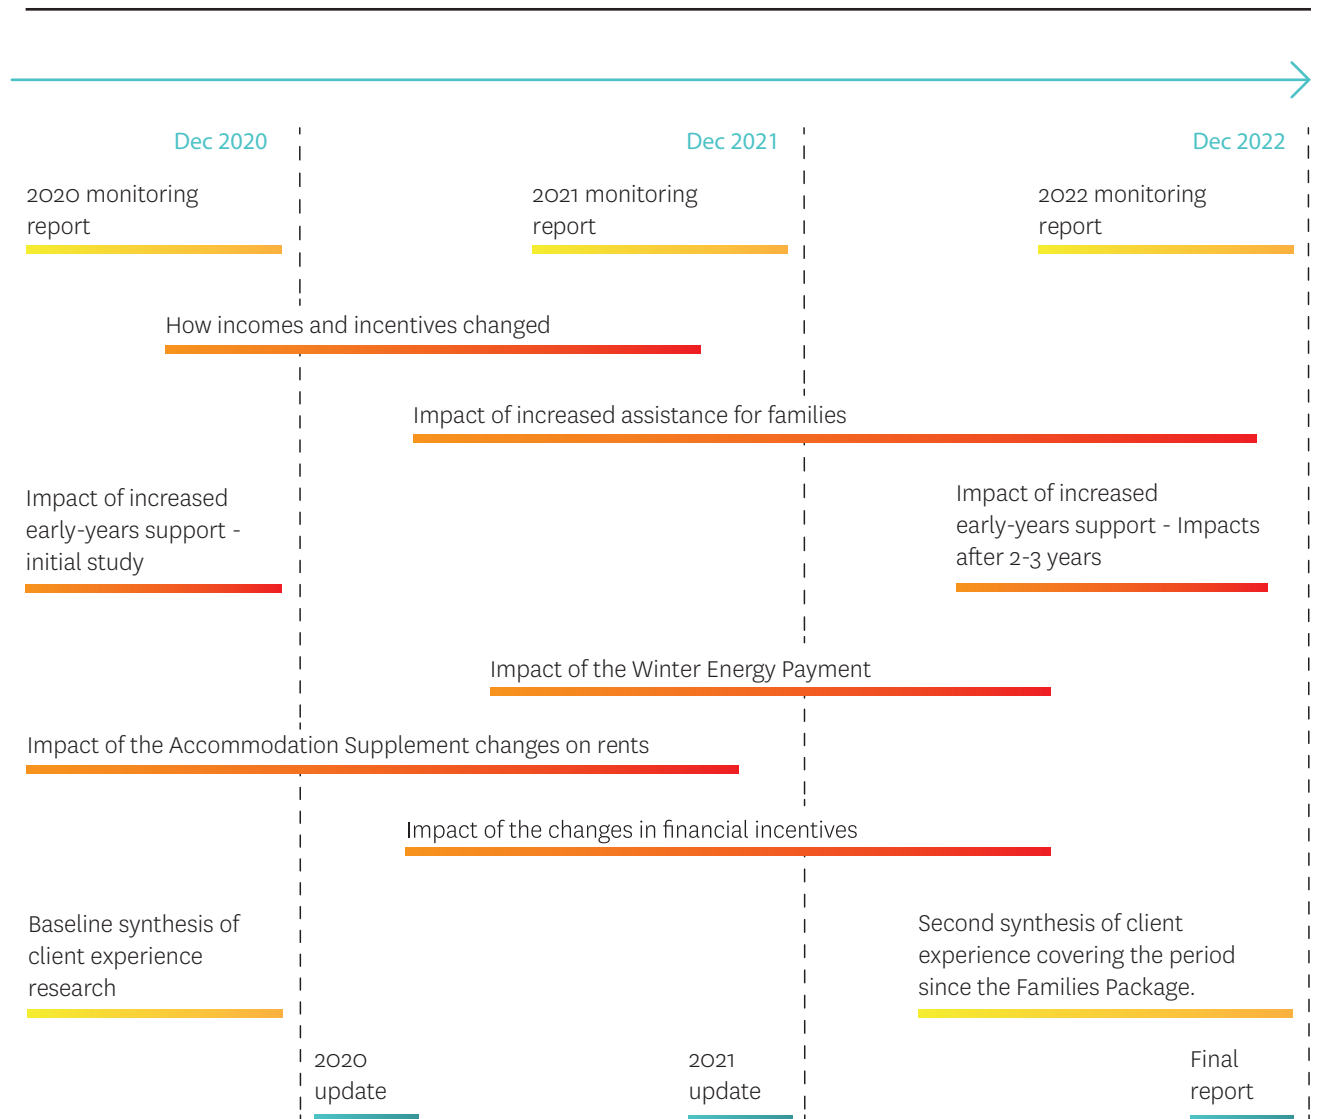 Dec 2020
Dec 2021
Dec 2022
2020 monitoring
report
2021 monitoring
report
2022 monitoring
report
How incomes and incentives changed
Impact of increased assistance for families
Impact of increased
early-years support -
initial study
Impact of increased
early-years support - Impacts
after 2-3 years
Impact of the Winter Energy Payment
Impact of the Accommodation Supplement changes on rents
Impact of the changes in financial incentives
Baseline synthesis of
client experience
research
Second synthesis of client
experience covering the period
since the Families Package.
2020
update
2021
update
Final
report